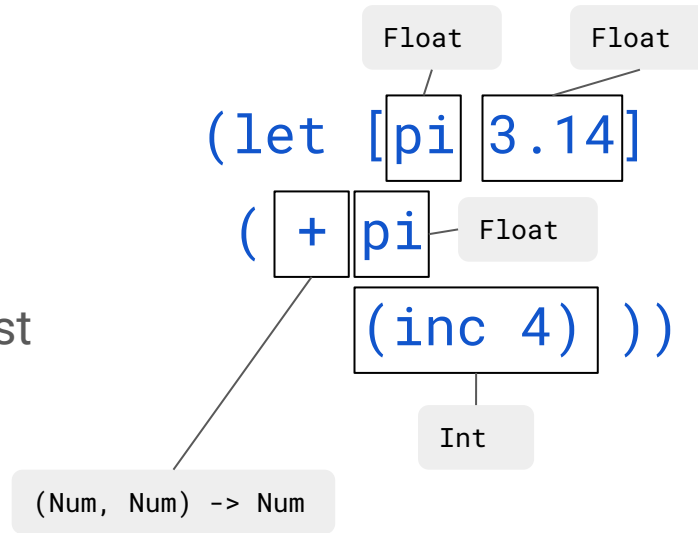 Float Float
(let [pi 3.14]
( + pi Float
st
(inc 4) ))
Int
(Num, Num) -> Num